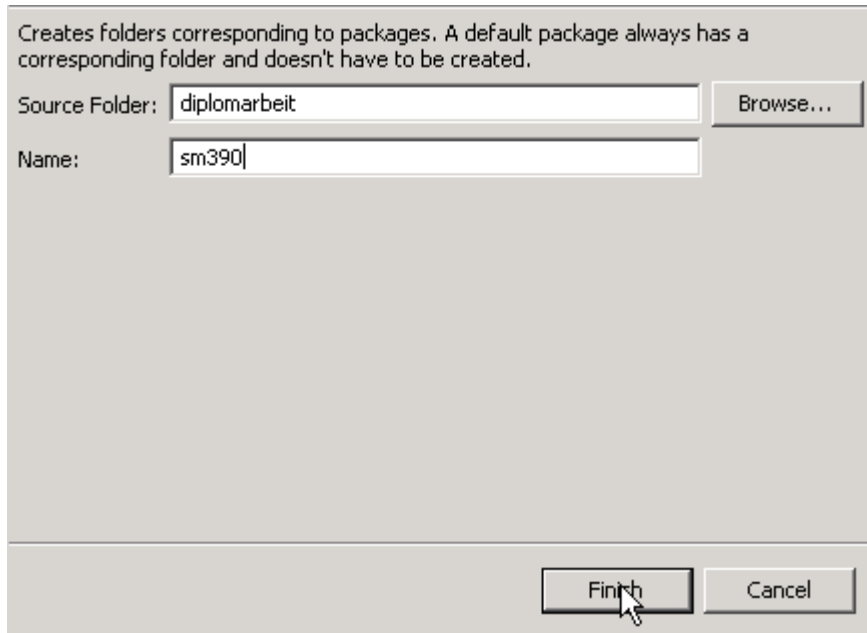 Creates folders corresponding to packages. A default package always has a
corresponding folder and doesn't have to be created.
Source Folder: diplomarbeit Browse...
Name: sm390
Finish Cancel